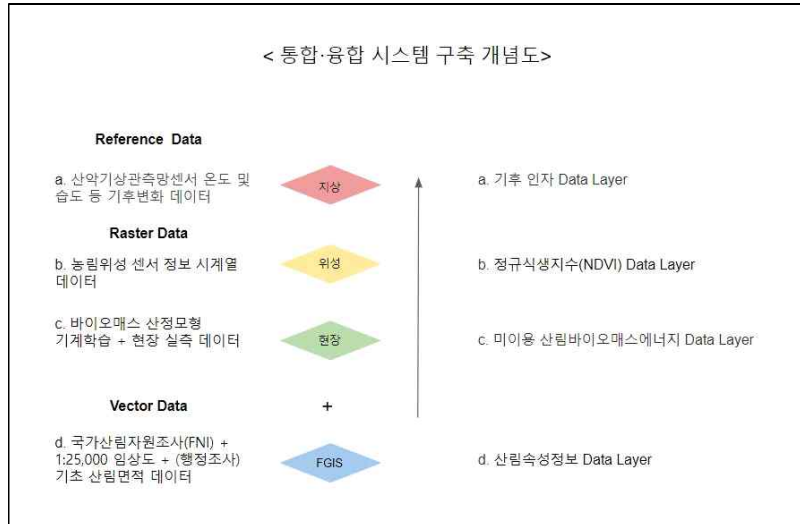 < 통합·융합 시스템 구축 개념도>
Reference Data
a. 산악기상관측망센서 온도 및
습도 등 기후변화 데이터
지상
a. 기후 인자 Data Layer
Raster Data
b. 농림위성 센서 정보 시계열
데이터
위성
b. 정규식생지수(NDVI) Data Layer
c. 바이오매스 산정모형
기계학습 + 현장 실측 데이터
현장
c. 미이용 산림바이오매스에너지 Data Layer
Vector Data
+
d. 국가산림자원조사(FNI) +
1:25,000 임상도 + (행정조사)
기초 산림면적 데이터
FGIS
d. 산림속성정보 Data Layer